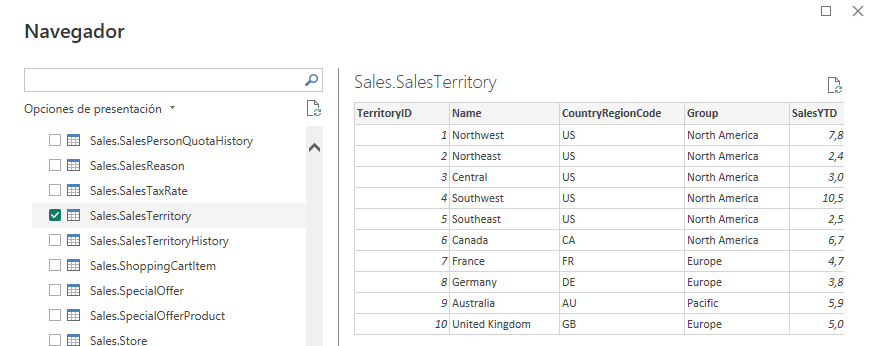 Navegador
Opciones de presentación
Sales.SalesPersonQuotaHistory
Sales.SalesReason
Sales.SalesTaxRate
Sales.SalesTerritory
Sales.SalesTerritoryHistory
Sales.ShoppingCartItem
Sales.SpecialOffer
Sales.SpecialOfferProduct
Sales.Store
Sales.SalesTerritory
TerritoryID Name CountryRegionCode Group SalesYTD
1 Northwest US North America 7,8
2 Northeast US North America 2,4
3 Central US North America 3,0
4 Southwest US North America 10,5
5 Southeast US North America 2,5
6 Canada CA North America 6,7
7 France FR Europe 4,7
8 Germany DE Europe 3,8
9 Australia AU Pacific 5,9
10 United Kingdom GB Europe 5,0